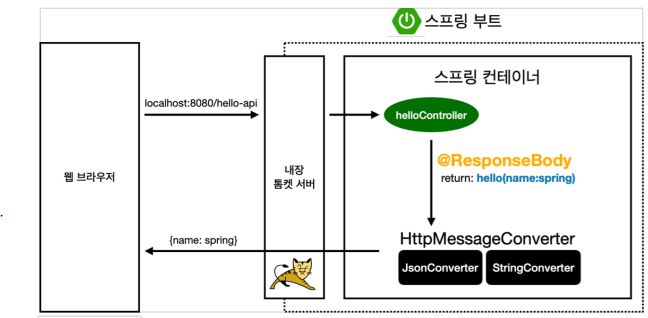 스프링 부트
스프링 컨테이너
localhost:8080/hello-api
helloController
웹 브라우저
내장
톰켓 서버
@ResponseBody
return: hello(name:spring)
{name: spring}
HttpMessageConverter
JsonConverter
StringConverter